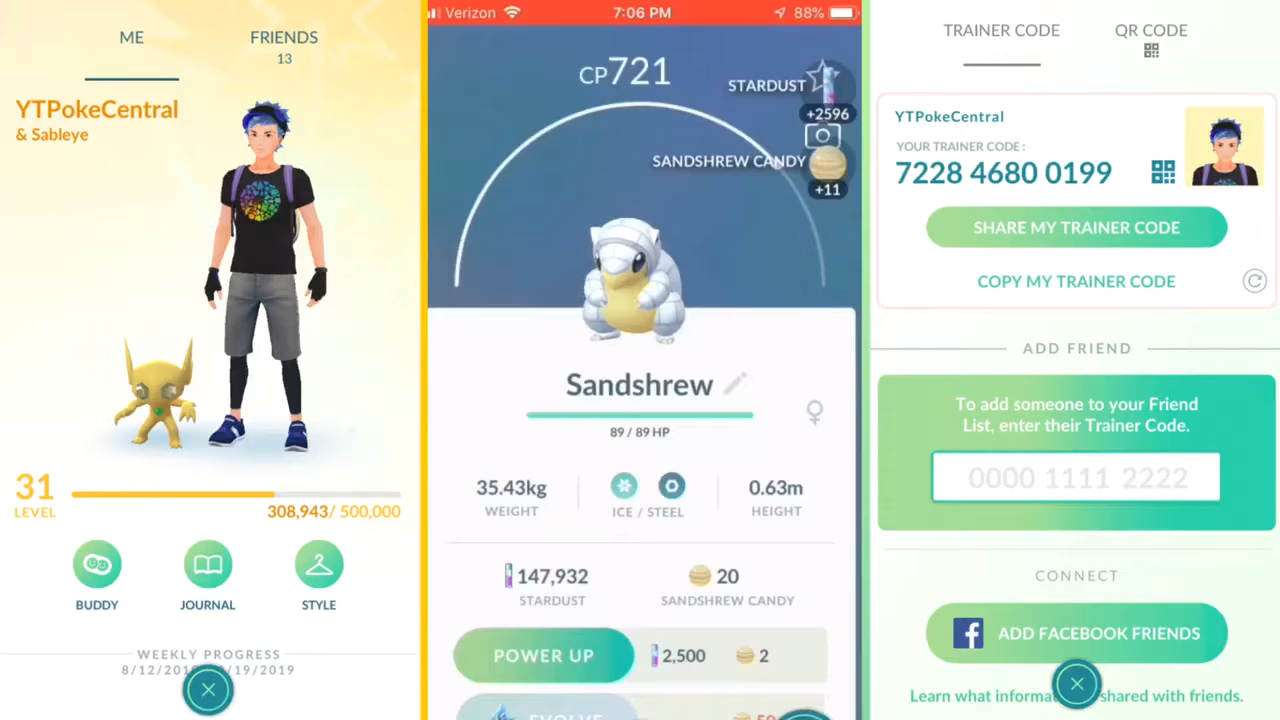 ME
FRIENDS
13
YTPokeCentral
& Sableye
31
LEVEL
308,943/ 500,000
BUDDY
JOURNAL
STYLE
WEEKLY PROGRESS
Verizon
7:06 PM
88%
CP721
STARDUST
+2596
SANDSHREW CANDY
+11
Sandshrew
89 / 89 HP
35.43kg
WEIGHT
ICE / STEEL
0.63m
HEIGHT
147,932
STARDUST
20
SANDSHREW CANDY
POWER UP
2,500
2
EVOLVE
TRAINER CODE
QR CODE
YTPokeCentral
YOUR TRAINER CODE :
7228 4680 0199
SHARE MY TRAINER CODE
COPY MY TRAINER CODE
ADD FRIEND
To add someone to your Friend
List, enter their Trainer Code.
0000 1111 2222
CONNECT
f ADD FACEBOOK FRIENDS
Learn what shared with friends.